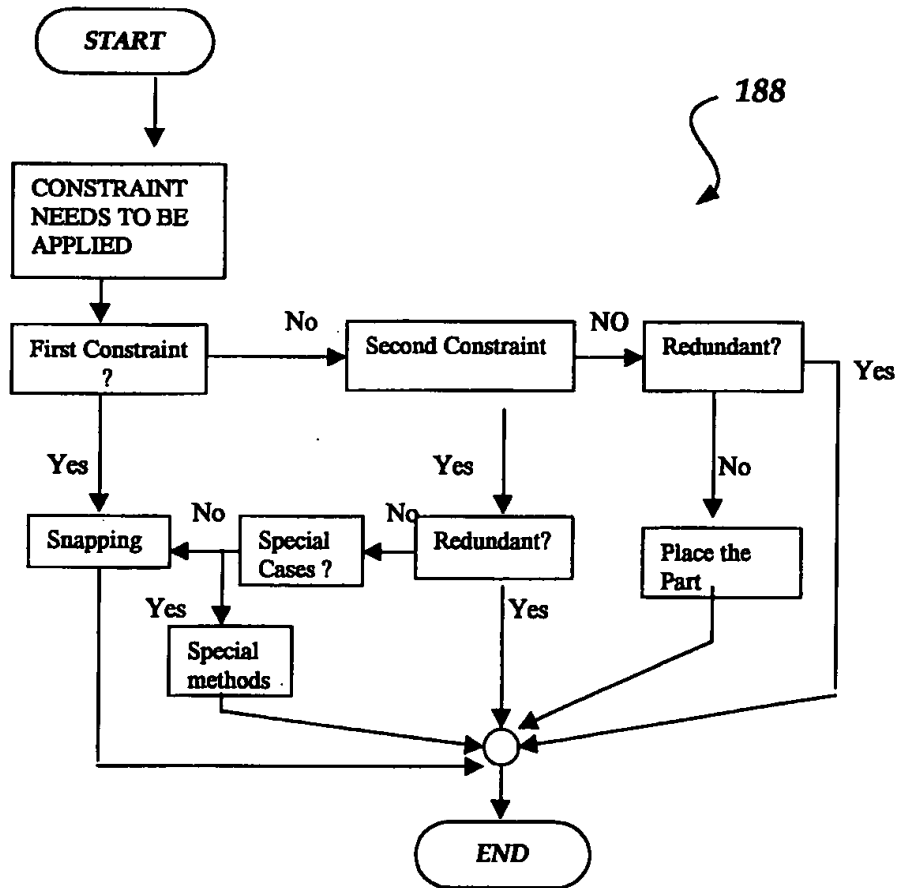 START
188
CONSTRAINT
NEEDS TO BE
APPLIED
First Constraint
?
No
Second Constraint
NO
Redundant?
Yes
Yes
Yes
No
Snapping
No
Special
Cases ?
No
Redundant?
Place the
Part
Yes
Special
methods
Yes
END